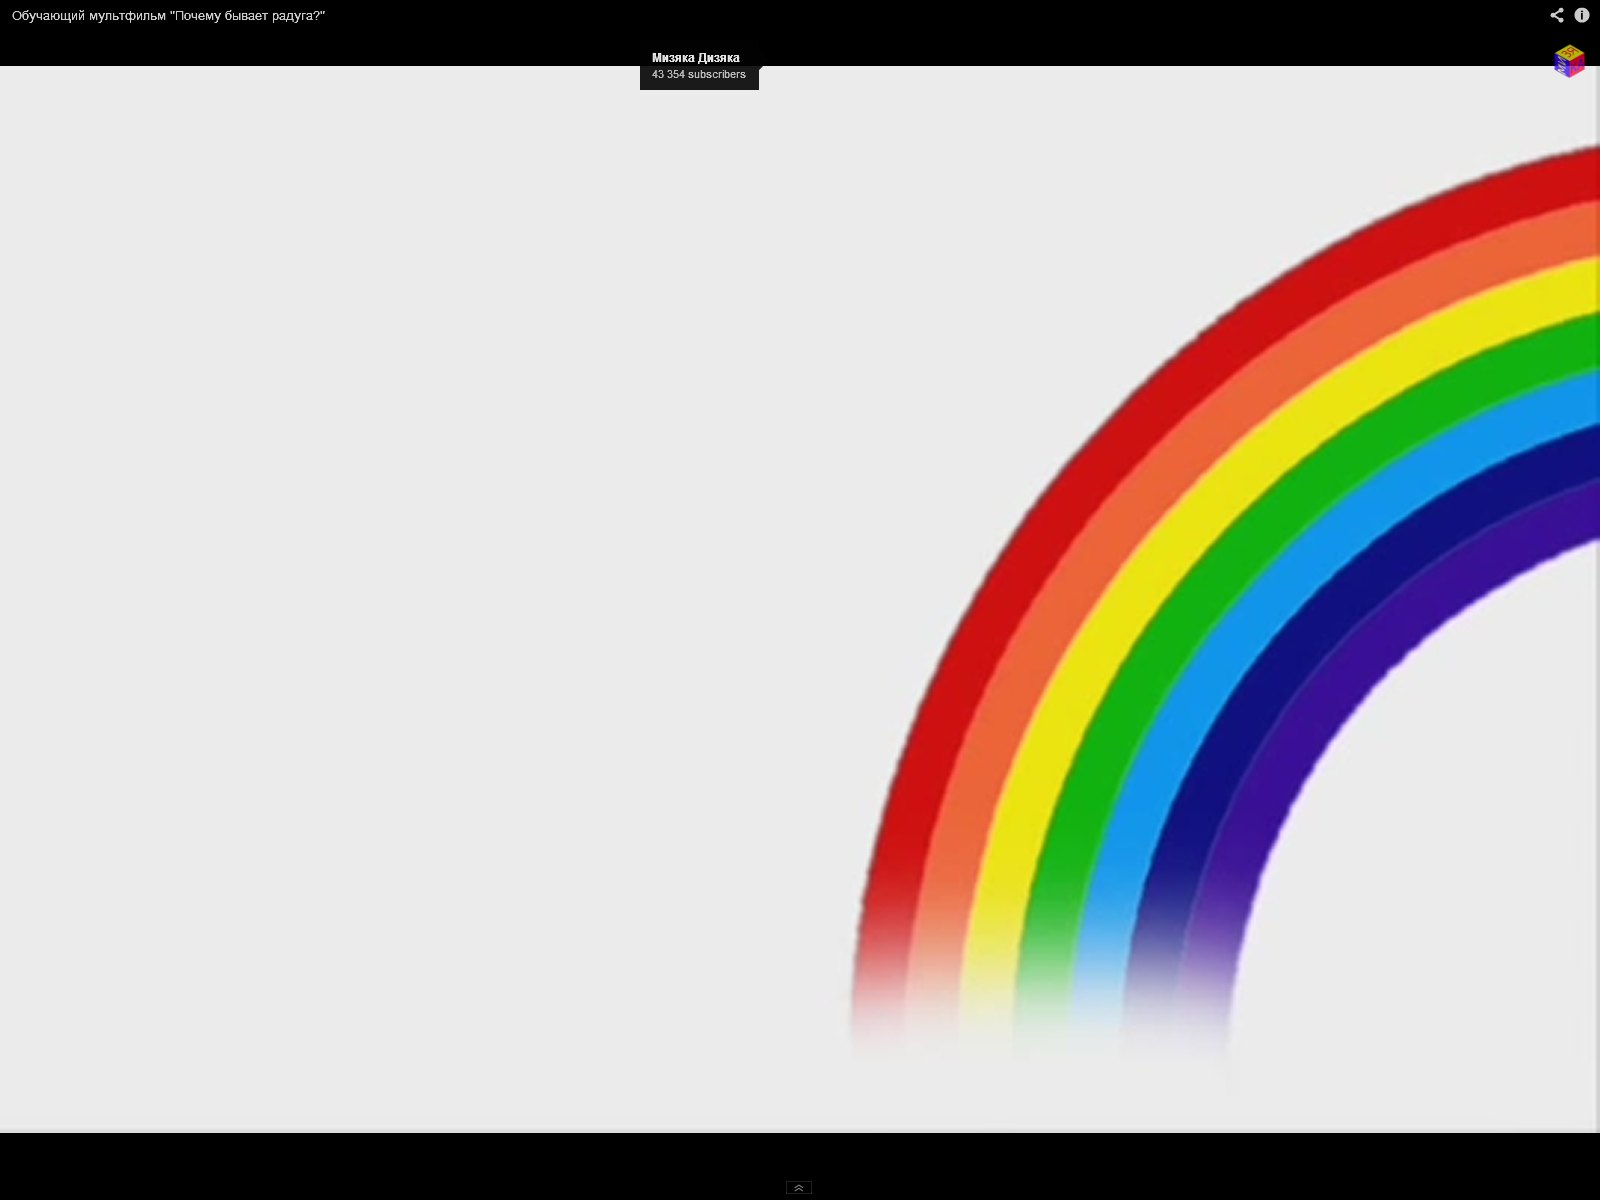 Обучающий мультфильм "Почему бывает радуга?"
Мизяка Дизяка
43 354 subscribers